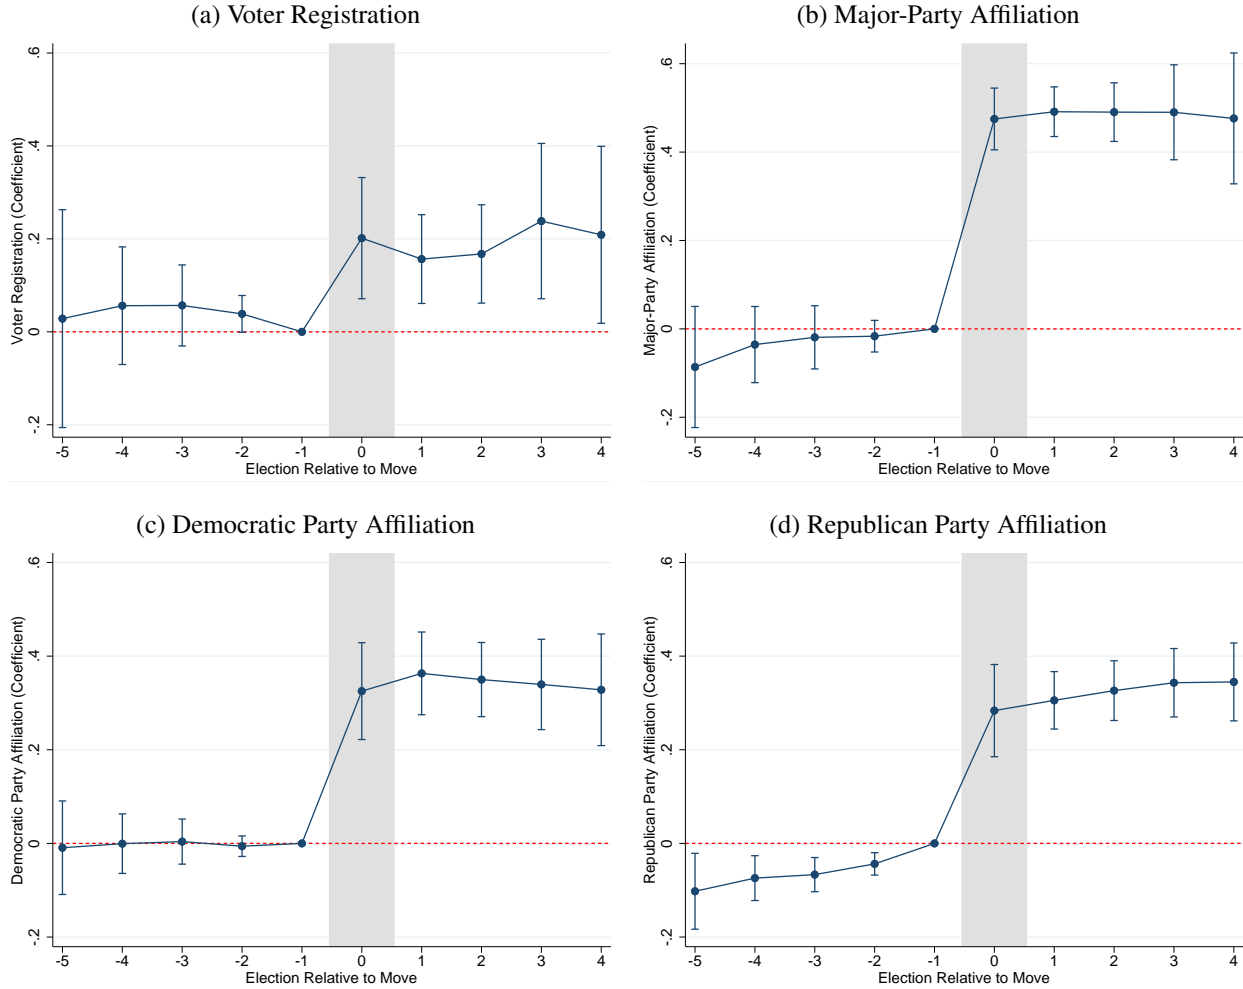 (a) Voter Registration
Voter Registration (Coefficient)
.6
.4
.2
0
-.2
-5 -4 -3 -2 -1 0 1 2 3 4
Election Relative to Move
(b) Major-Party Affiliation
Major-Party Affiliation (Coefficient)
.6
.4
.2
0
-.2
-5 -4 -3 -2 -1 0 1 2 3 4
Election Relative to Move
(c) Democratic Party Affiliation
Democratic Party Affiliation (Coefficient)
.6
.4
.2
0
-.2
-5 -4 -3 -2 -1 0 1 2 3 4
Election Relative to Move
(d) Republican Party Affiliation
Republican Party Affiliation (Coefficient)
.6
.4
.2
0
-.2
-5 -4 -3 -2 -1 0 1 2 3 4
Election Relative to Move